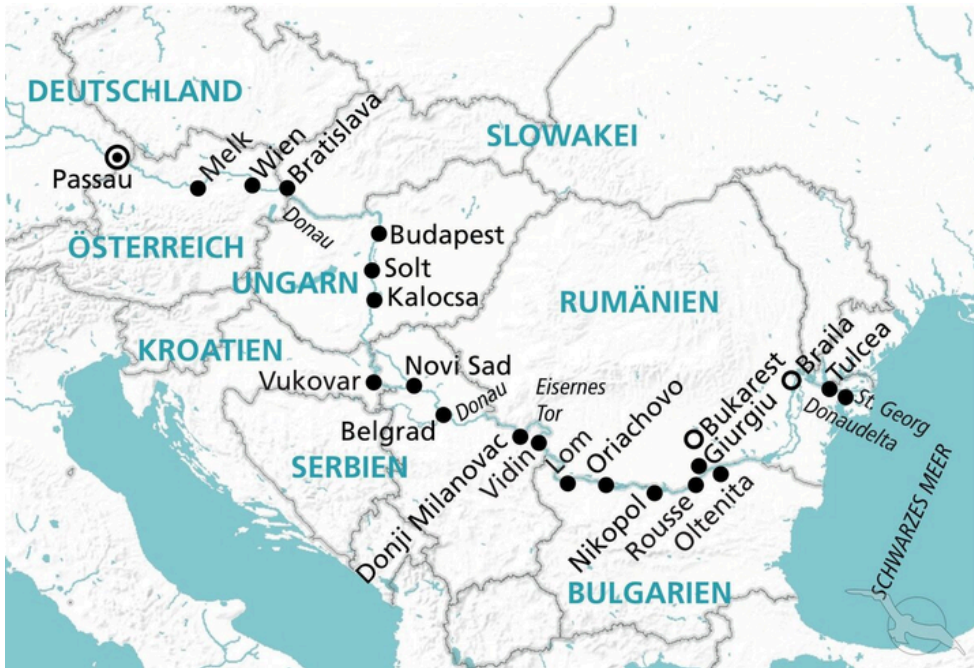 DEUTSCHLAND
SLOWAKEI
Passau
Melk
Wien
Bratislava
Donau
ÖSTERREICH
Budapest
UNGARN
Solt
Kalocsa
RUMÄNIEN
KROATIEN
Vukovar
Novi Sad
Donau
Eisernes
Tor
Belgrad
SERBIEN
Donji Milanovac
Vidin
Lom
Oriachovo
Nikopol
Rousse
Oltenita
Bukarest
Giurgiu
Braila
Tulcea
St. Georg
Donaudelta
BULGARIEN
SCHWARZES MEER